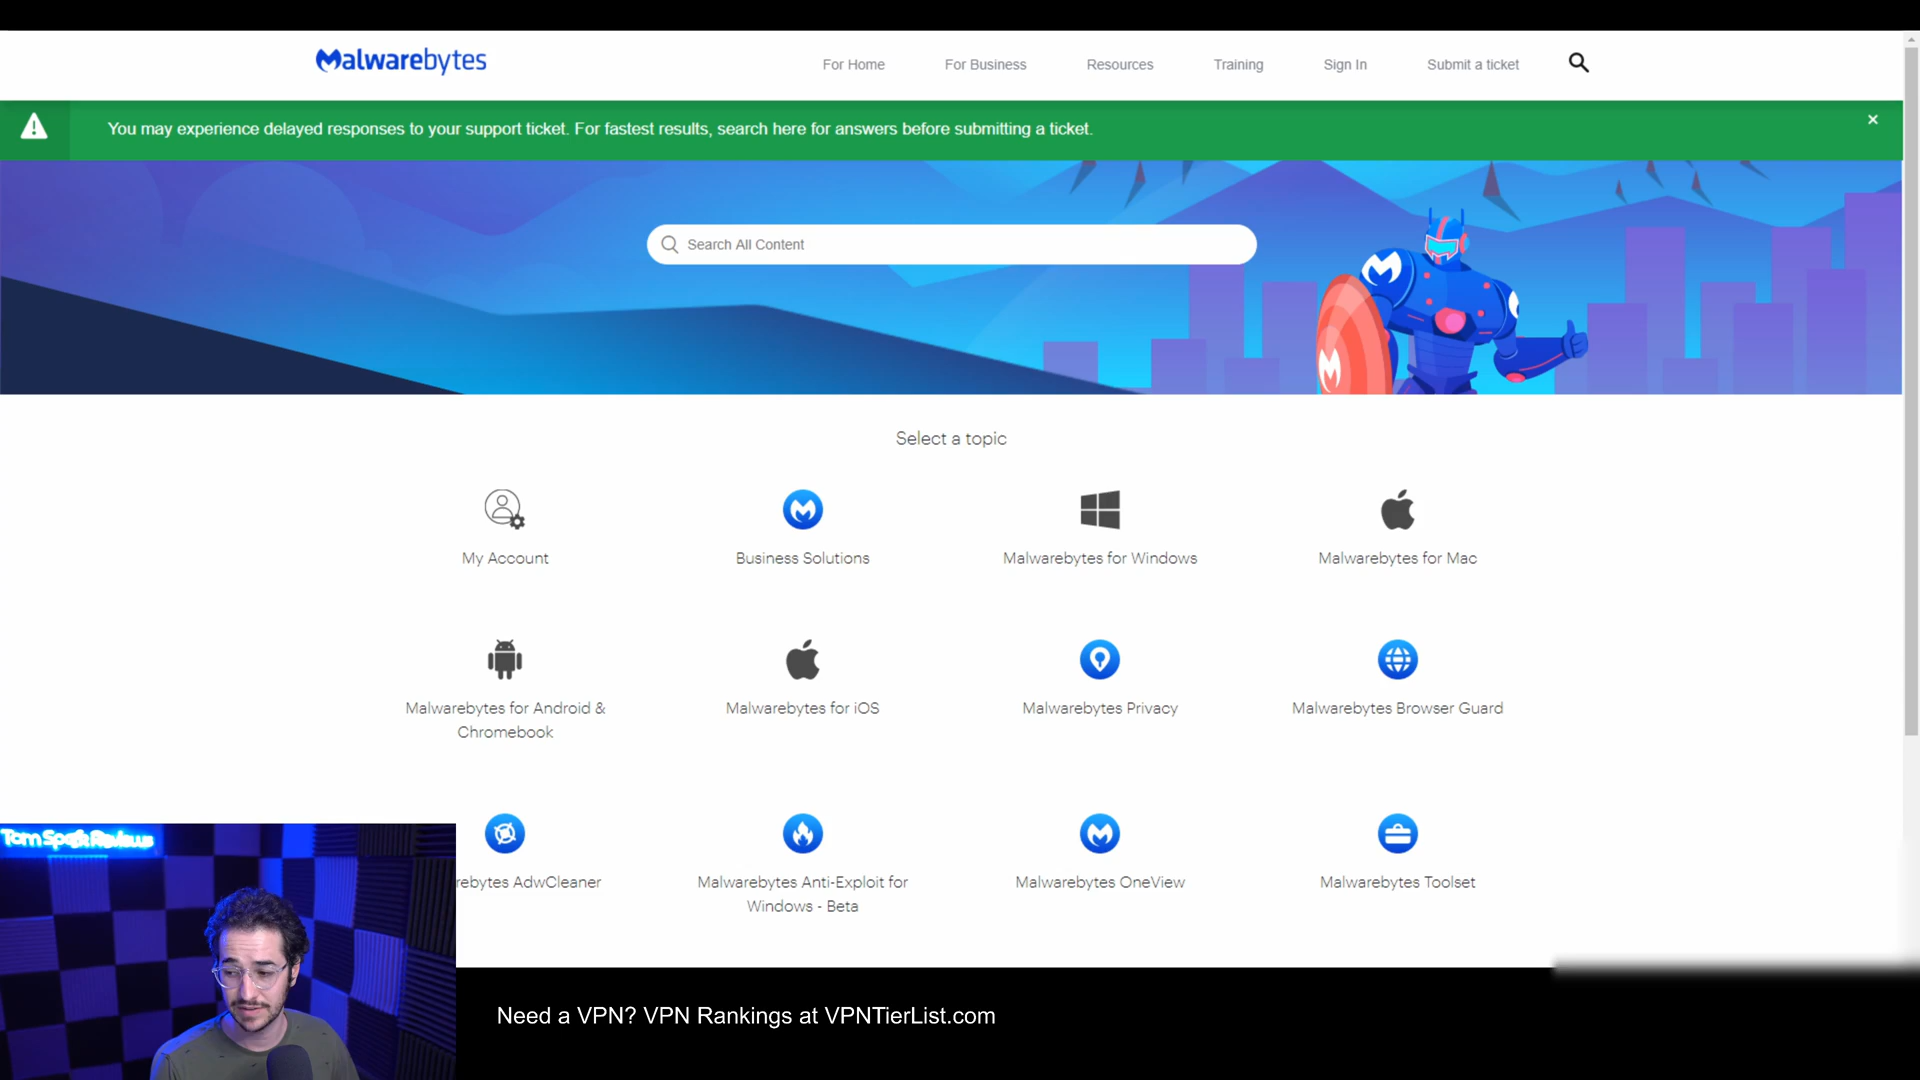 Malwarebytes
For Home
For Business
Resources
Training
Sign In
Submit a ticket
You may experience delayed responses to your support ticket. For fastest results, search here for answers before submitting a ticket.
Search All Content
Select a topic
My Account
Business Solutions
Malwarebytes for Windows
Malwarebytes for Mac
Malwarebytes for Android &
Chromebook
Malwarebytes for iOS
Malwarebytes Privacy
Malwarebytes Browser Guard
rebytes AdwCleaner
Malwarebytes Anti-Exploit for
Windows - Beta
Malwarebytes OneView
Malwarebytes Toolset
Tom Spark Reviews
Need a VPN? VPN Rankings at VPNTierList.com